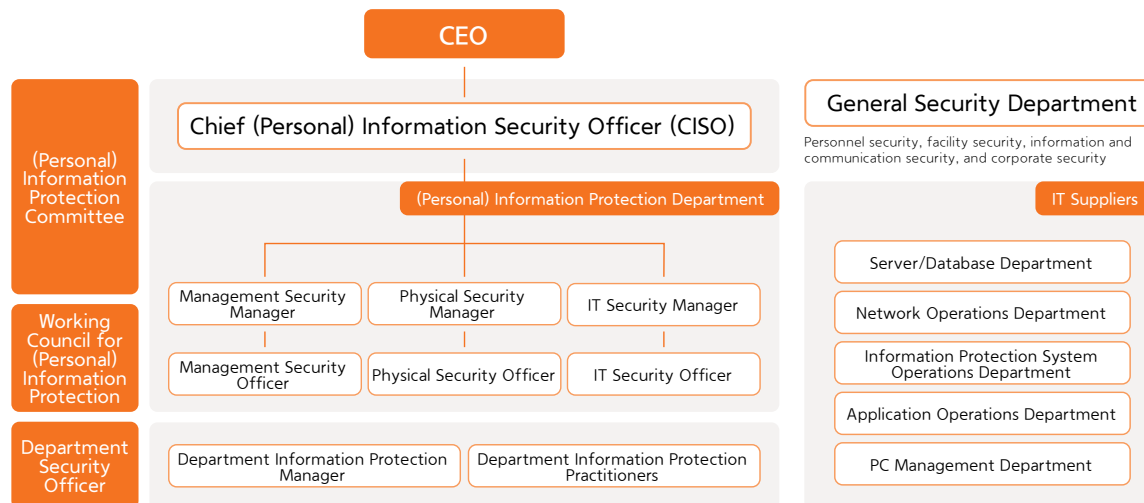 CEO
(Personal)
Information
Protection
Committee
Chief (Personal) Information Security Officer (CISO)
General Security Department
Personnel security, facility security, information and
communication security, and corporate security
(Personal) Information Protection Department
IT Suppliers
Management Security
Manager
Physical Security
Manager
IT Security Manager
Working
Council for
(Personal)
Information
Protection
Management Security
Officer
Physical Security Officer
IT Security Officer
Server/Database Department
Network Operations Department
Information Protection System
Operations Department
Application Operations Department
PC Management Department
Department
Security
Officer
Department Information Protection
Manager
Department Information Protection
Practitioners